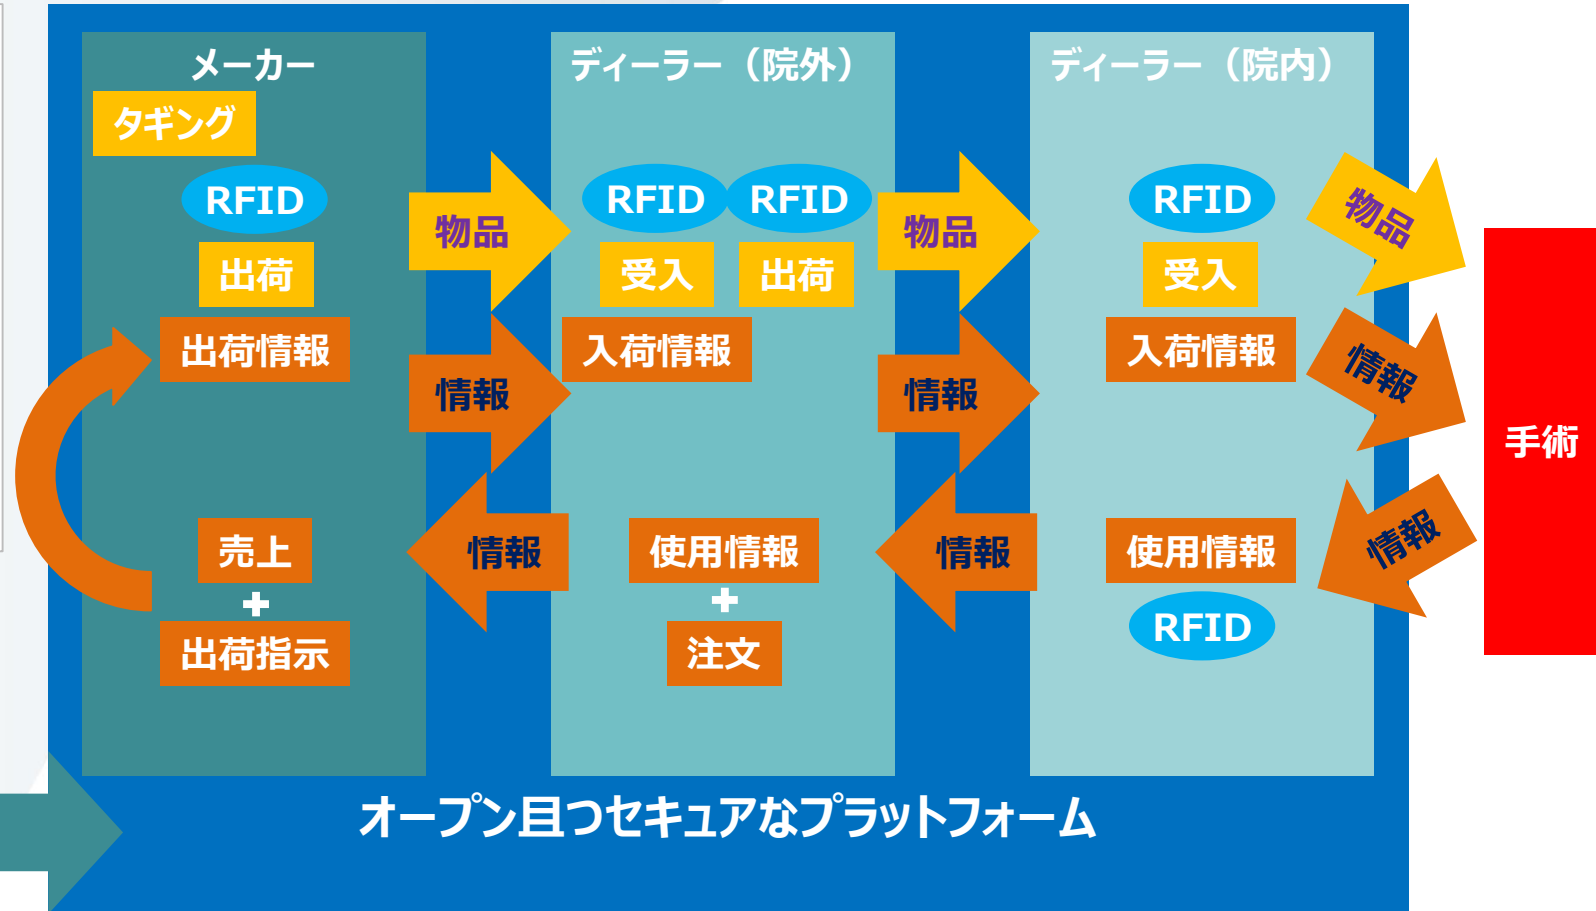 メーカー
ディーラー（院外）
ディーラー（院内）
タギング
RFID
RFID
RFID
RFID
物品
物品
物品
出荷
受入
出荷
受入
出荷情報
入荷情報
入荷情報
情報
情報
情報
手術
売上
情報
使用情報
情報
使用情報
情報
+
+
出荷指示
注文
RFID
オープン且つセキュアなプラットフォーム